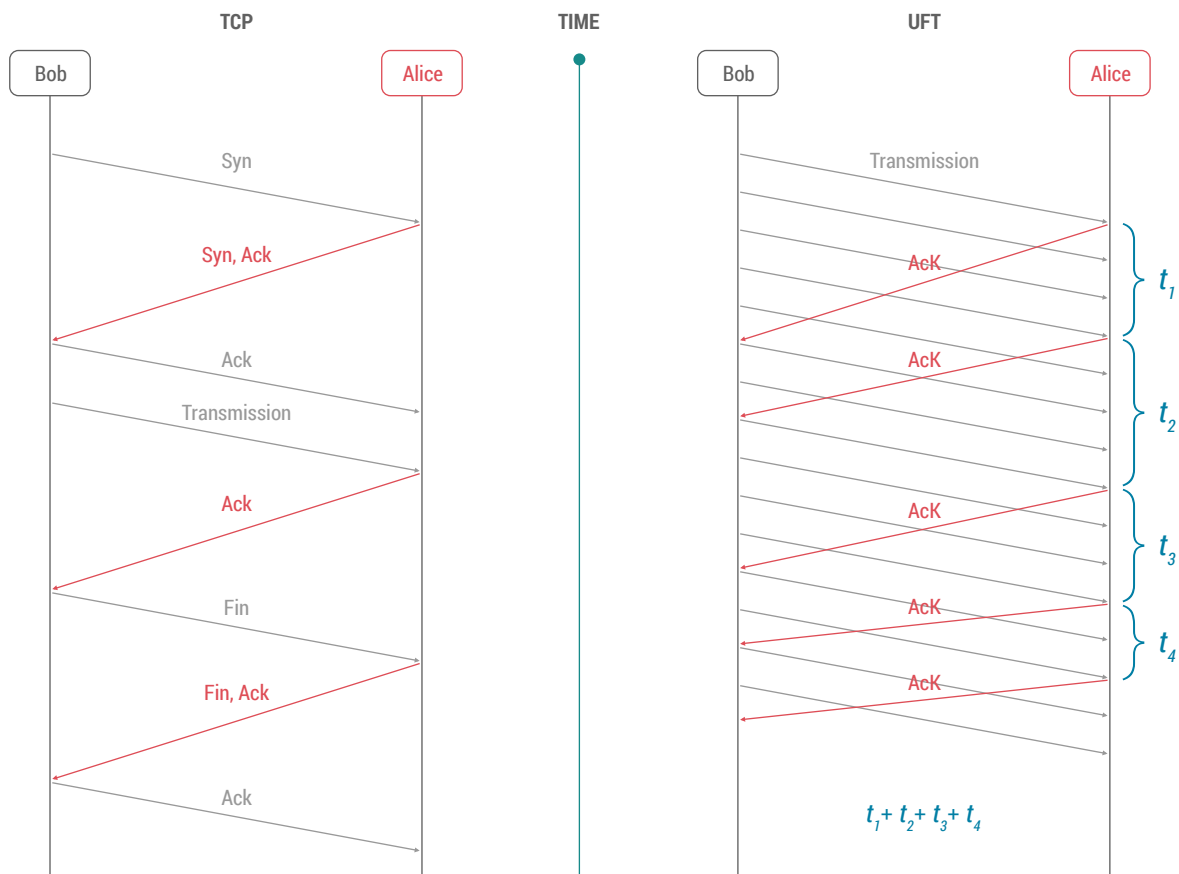 TCP
TIME
UFT
Bob
Alice
Bob
Alice
Syn
Syn, Ack
Ack
Transmission
Ack
Fin
Fin, Ack
Ack
Transmission
AcK
AcK
AcK
AcK
AcK
t₁
t₂
t₃
t₄
t₁+ t₂+ t₃+ t₄